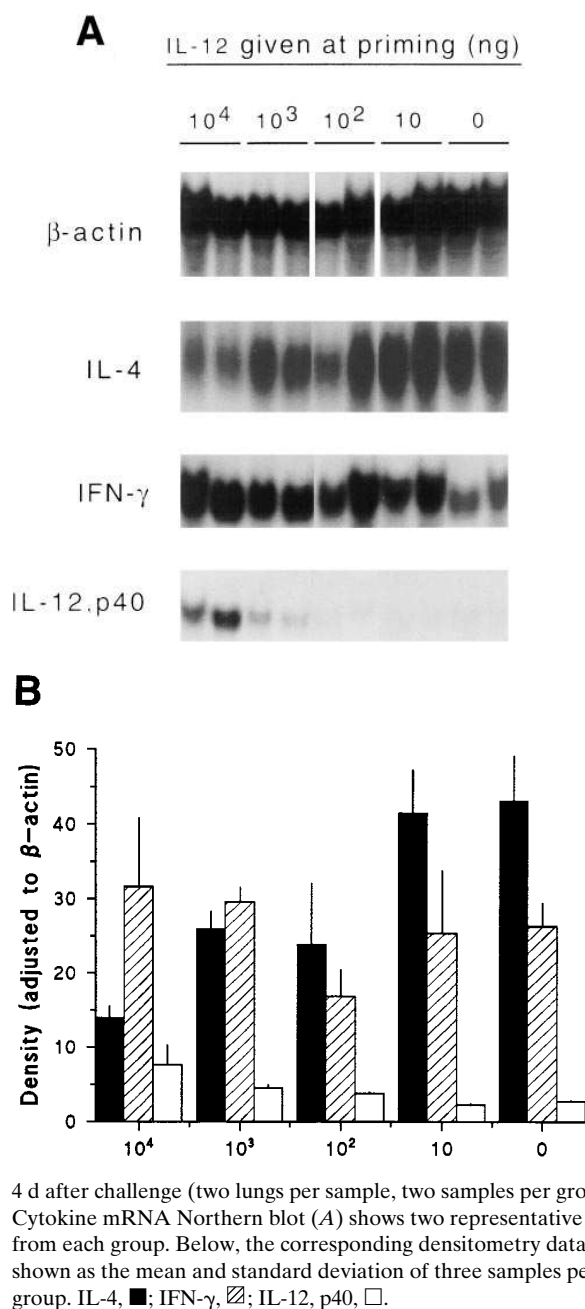 A
IL-12 given at priming (ng)
10⁴ 10³ 10² 10 0
β-actin
IL-4
IFN-γ
IL-12.p40
B
Density (adjusted to β-actin)
50
40
30
20
10
0
10⁴ 10³ 10² 10 0
4 d after challenge (two lungs per sample, two samples per gro
Cytokine mRNA Northern blot (A) shows two representative
from each group. Below, the corresponding densitometry data
shown as the mean and standard deviation of three samples pe
group. IL-4, ■; IFN-γ, ▨; IL-12, p40, □.